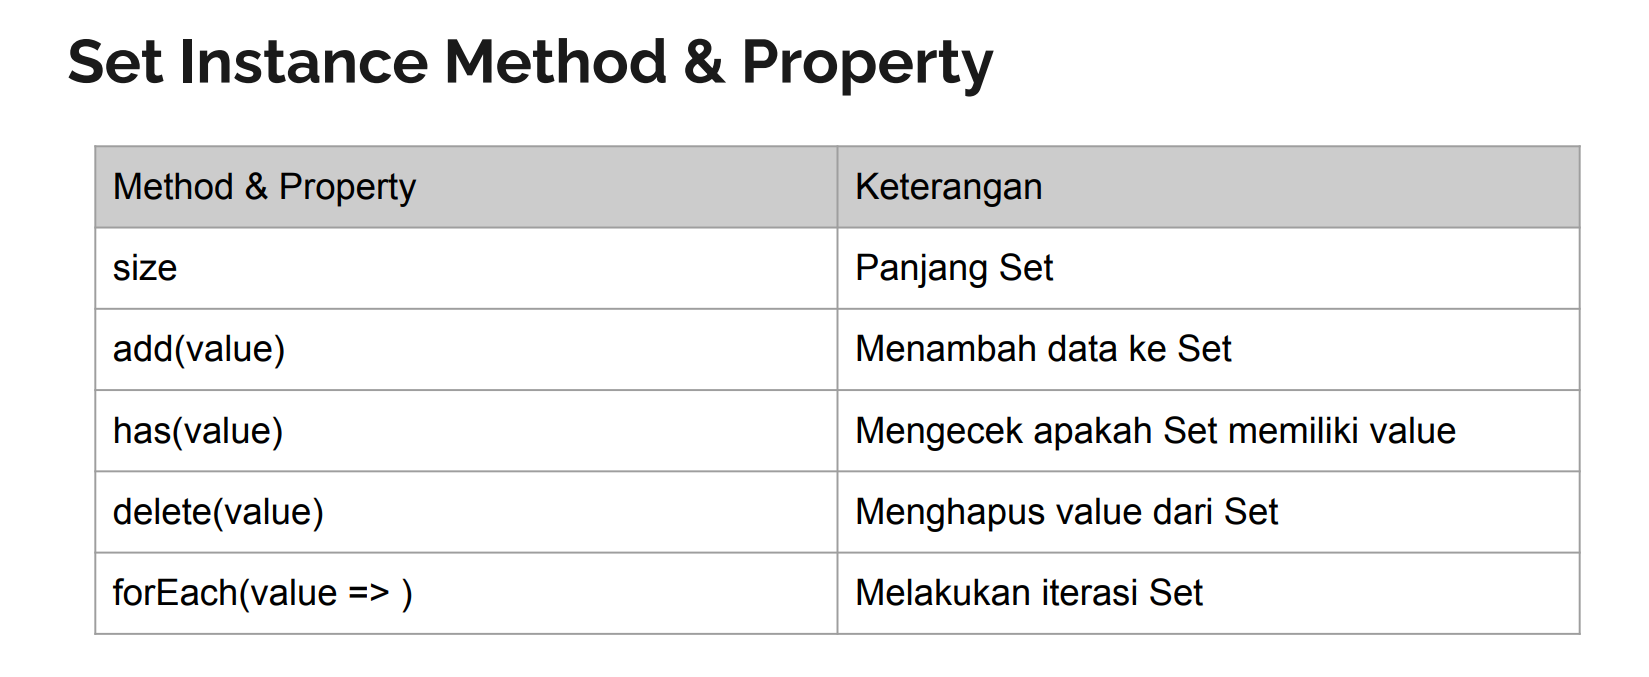 Set Instance Method & Property
Method & Property
Keterangan
size
Panjang Set
add(value)
Menambah data ke Set
has(value)
Mengecek apakah Set memiliki value
delete(value)
Menghapus value dari Set
forEach(value => )
Melakukan iterasi Set